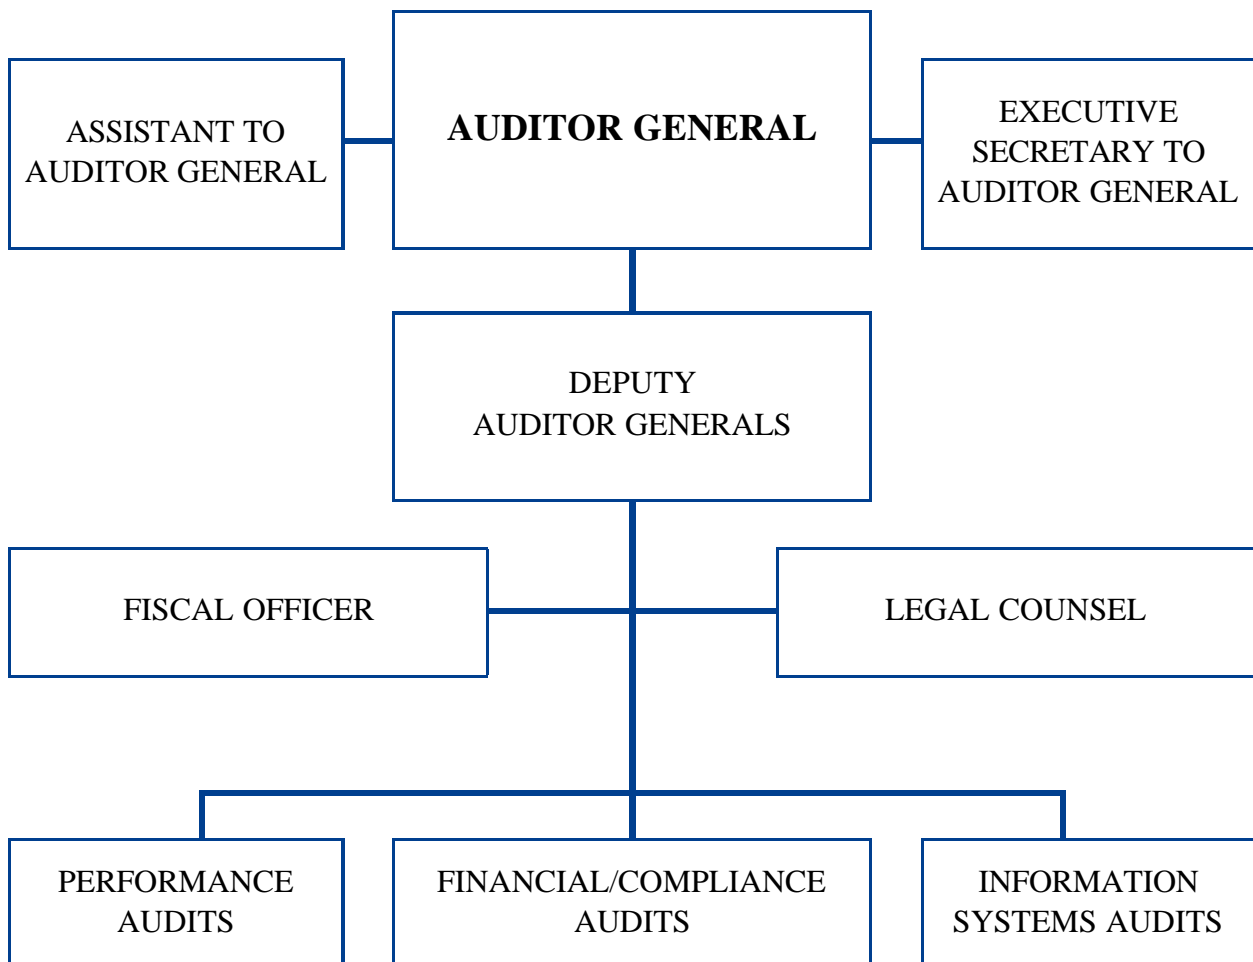 ASSISTANT TO
AUDITOR GENERAL
AUDITOR GENERAL
EXECUTIVE
SECRETARY TO
AUDITOR GENERAL
DEPUTY
AUDITOR GENERALS
FISCAL OFFICER
LEGAL COUNSEL
PERFORMANCE
AUDITS
FINANCIAL/COMPLIANCE
AUDITS
INFORMATION
SYSTEMS AUDITS